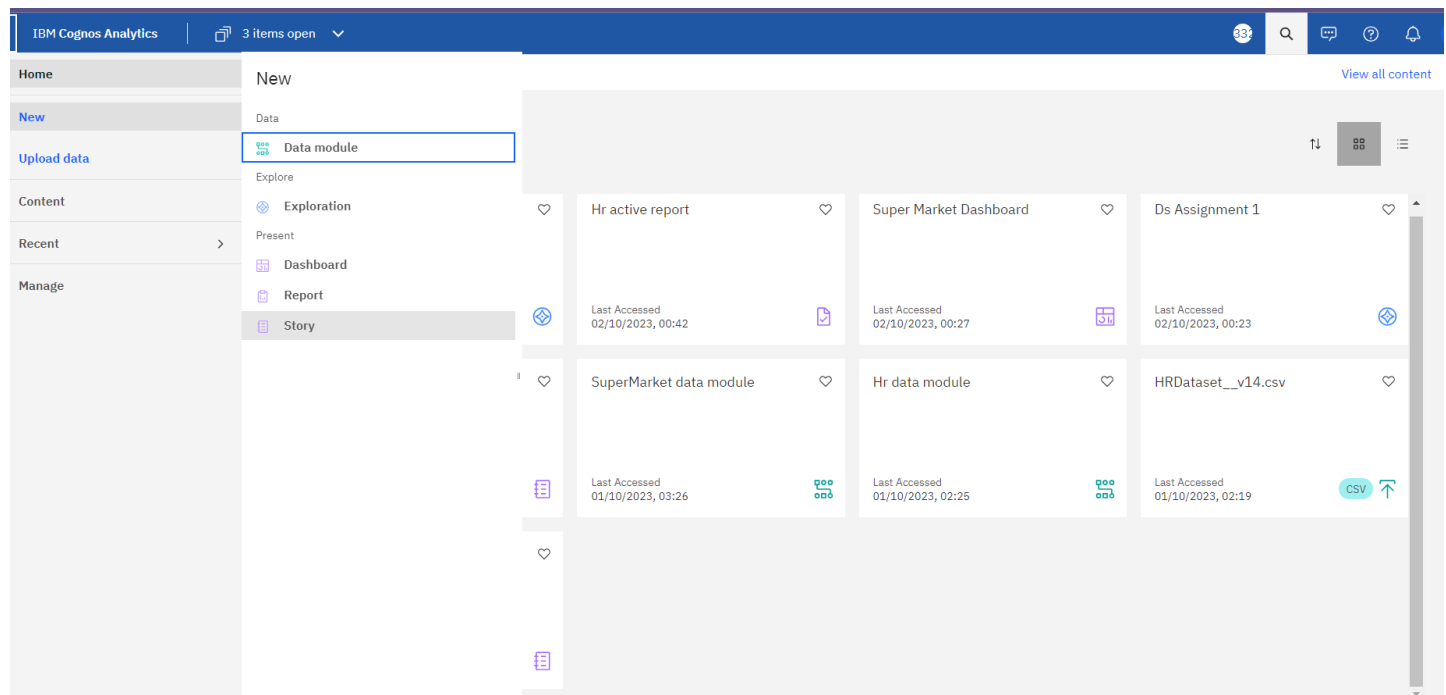 IBM Cognos Analytics
3 items open
332
Home
New
View all content
New
Data
Data module
Upload data
Explore
Content
Exploration
Hr active report
Super Market Dashboard
Ds Assignment 1
Recent
Present
Dashboard
Manage
Report
Last Accessed
02/10/2023, 00:42
Last Accessed
02/10/2023, 00:27
Last Accessed
02/10/2023, 00:23
Story
SuperMarket data module
Hr data module
HRDataset__v14.csv
Last Accessed
01/10/2023, 03:26
Last Accessed
01/10/2023, 02:25
Last Accessed
01/10/2023, 02:19
CSV